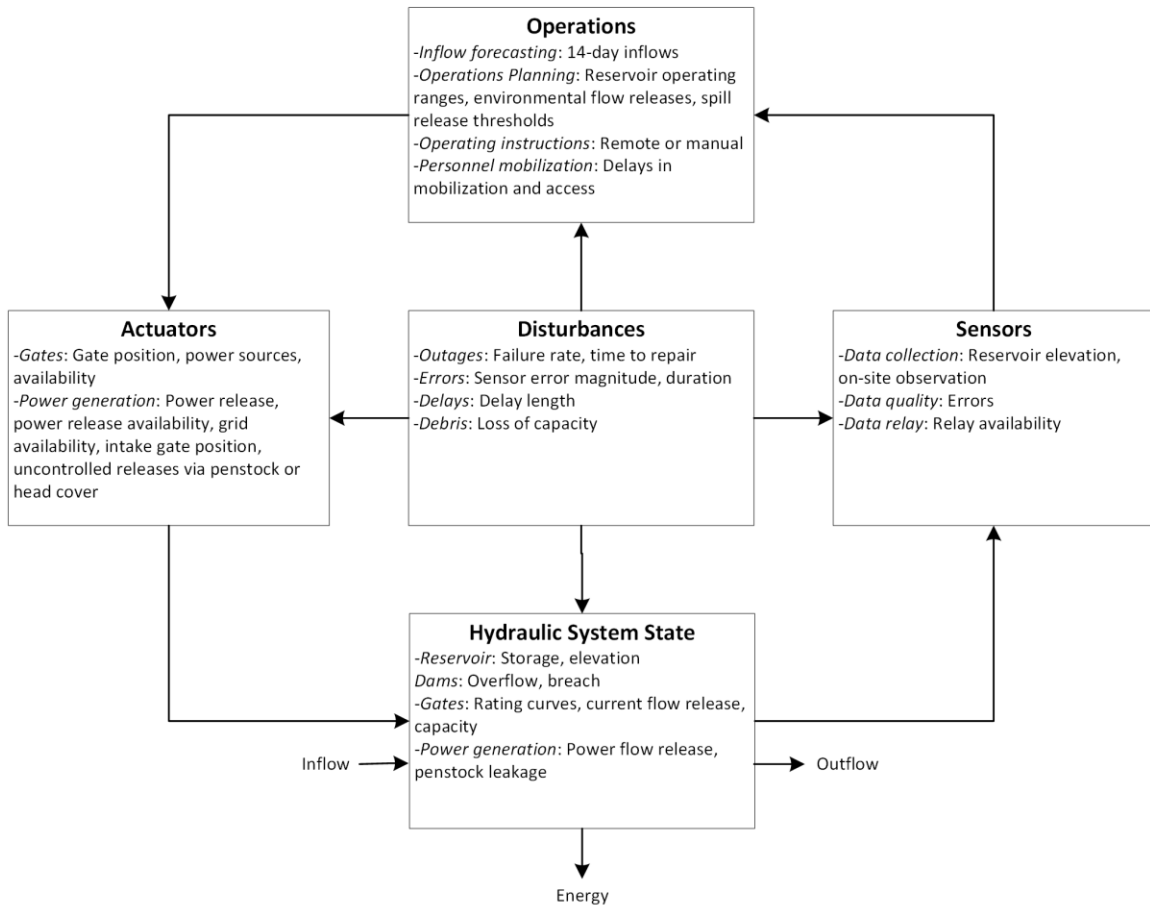 Operations
-Inflow forecasting: 14-day inflows
-Operations Planning: Reservoir operating
ranges, environmental flow releases, spill
release thresholds
-Operating instructions: Remote or manual
-Personnel mobilization: Delays in
mobilization and access
Actuators
-Gates: Gate position, power sources,
availability
-Power generation: Power release,
power release availability, grid
availability, intake gate position,
uncontrolled releases via penstock or
head cover
Disturbances
-Outages: Failure rate, time to repair
-Errors: Sensor error magnitude, duration
-Delays: Delay length
-Debris: Loss of capacity
Sensors
-Data collection: Reservoir elevation,
on-site observation
-Data quality: Errors
-Data relay: Relay availability
Hydraulic System State
-Reservoir: Storage, elevation
Dams: Overflow, breach
-Gates: Rating curves, current flow release,
capacity
-Power generation: Power flow release,
penstock leakage
Inflow
Outflow
Energy